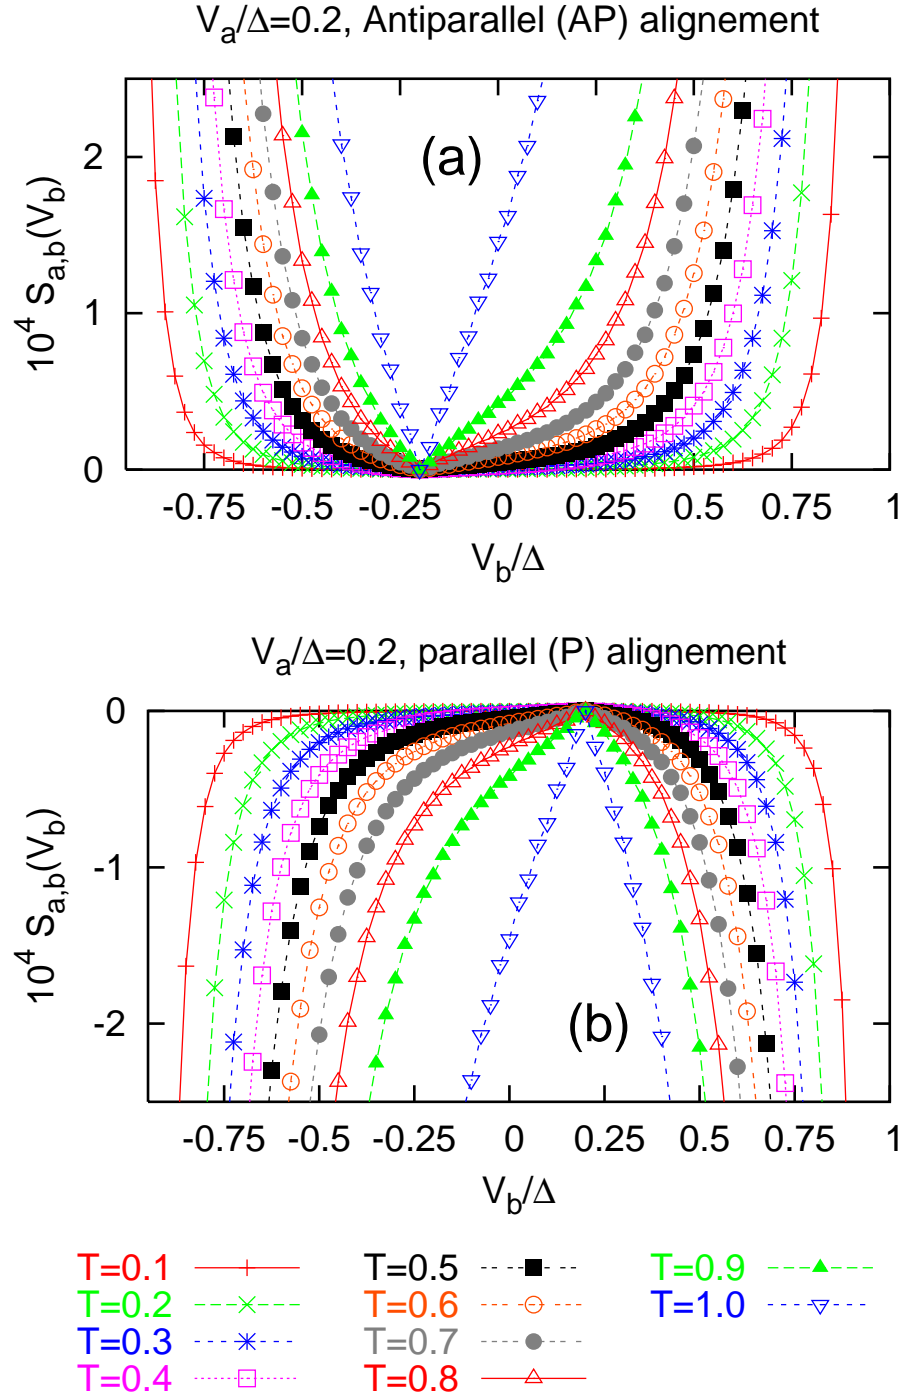 V_a/Δ=0.2, Antiparallel (AP) alignement
10^4 S_{a,b}(V_b)
2
1
0
(a)
-0.75 -0.5 -0.25 0 0.25 0.5 0.75 1
V_b/Δ
V_a/Δ=0.2, parallel (P) alignement
10^4 S_{a,b}(V_b)
0
-1
-2
(b)
-0.75 -0.5 -0.25 0 0.25 0.5 0.75 1
V_b/Δ
T=0.1 T=0.5 T=0.9
T=0.2 T=0.6 T=1.0
T=0.3 T=0.7
T=0.4 T=0.8